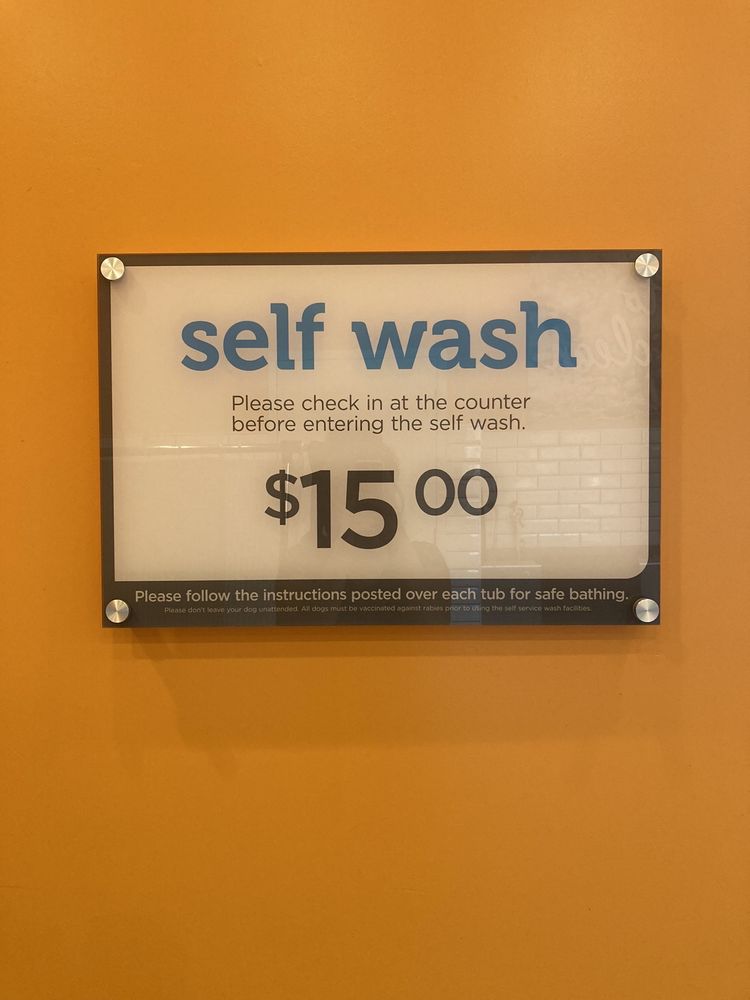 self wash
Please check in at the counter
before entering the self wash.
$15 00
Please follow the instructions posted over each tub for safe bathing.
Please don't leave your dog unattended. All dogs must be vaccinated against rabies prior to using the self service wash facilities.